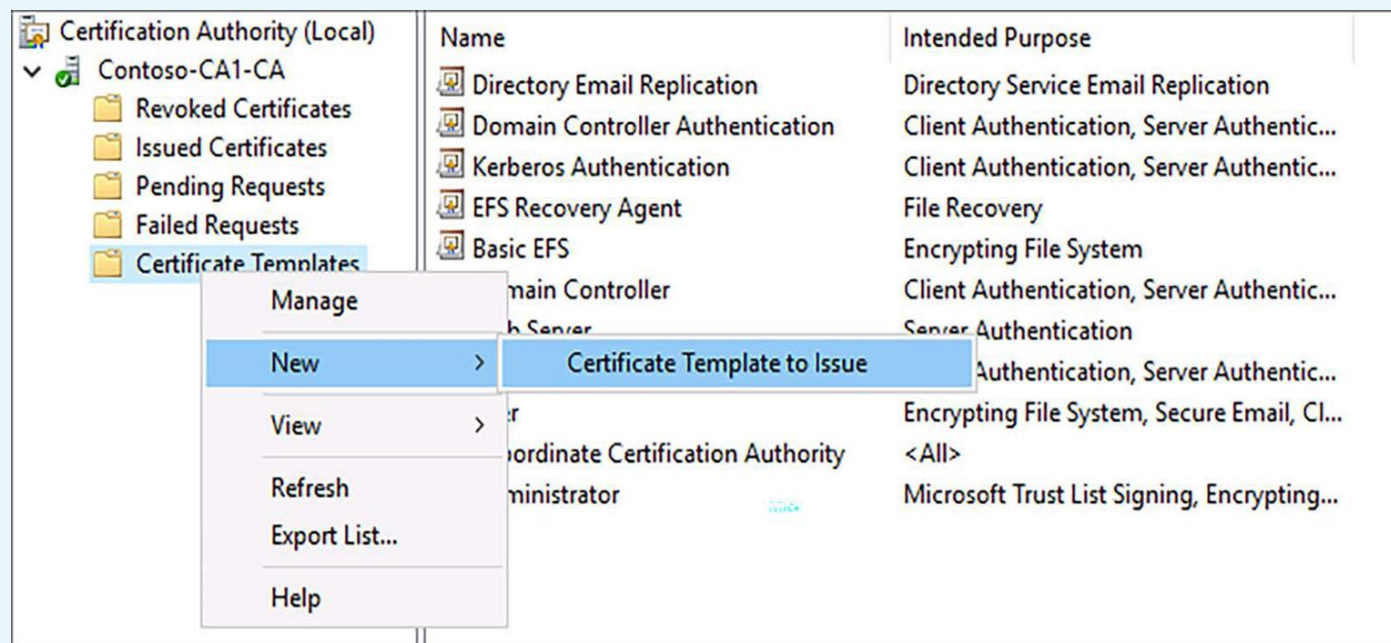 Certification Authority (Local)
Contoso-CA1-CA
Revoked Certificates
Issued Certificates
Pending Requests
Failed Requests
Certificate Templates
Manage
New
View
Refresh
Export List...
Help
Certificate Template to Issue
Name Intended Purpose
Directory Email Replication Directory Service Email Replication
Domain Controller Authentication Client Authentication, Server Authentic...
Kerberos Authentication Client Authentication, Server Authentic...
EFS Recovery Agent File Recovery
Basic EFS Encrypting File System
main Controller Client Authentication, Server Authentic...
b Server Server Authentication
Authentication, Server Authentic...
er Encrypting File System, Secure Email, Cl...
ordinate Certification Authority <All>
ministrator Microsoft Trust List Signing, Encrypting...